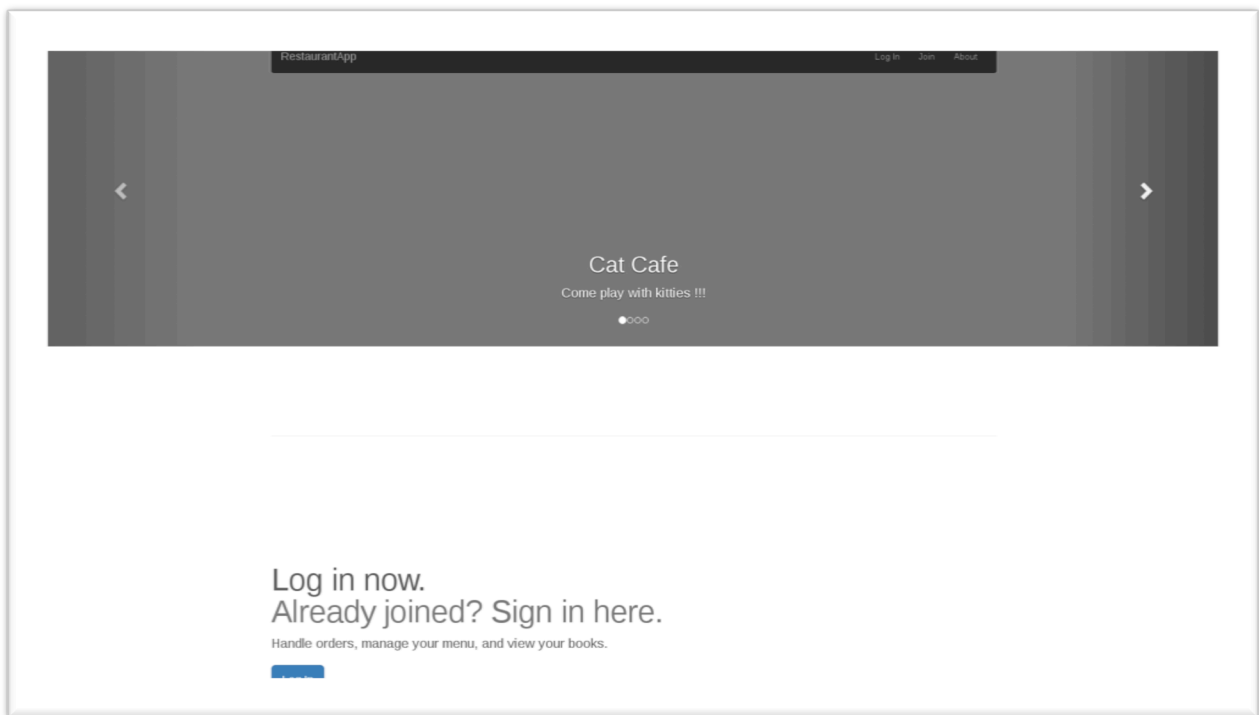 RestaurantApp Log In Join About
Cat Cafe
Come play with kitties !!!
Log in now.
Already joined? Sign in here.
Handle orders, manage your menu, and view your books.